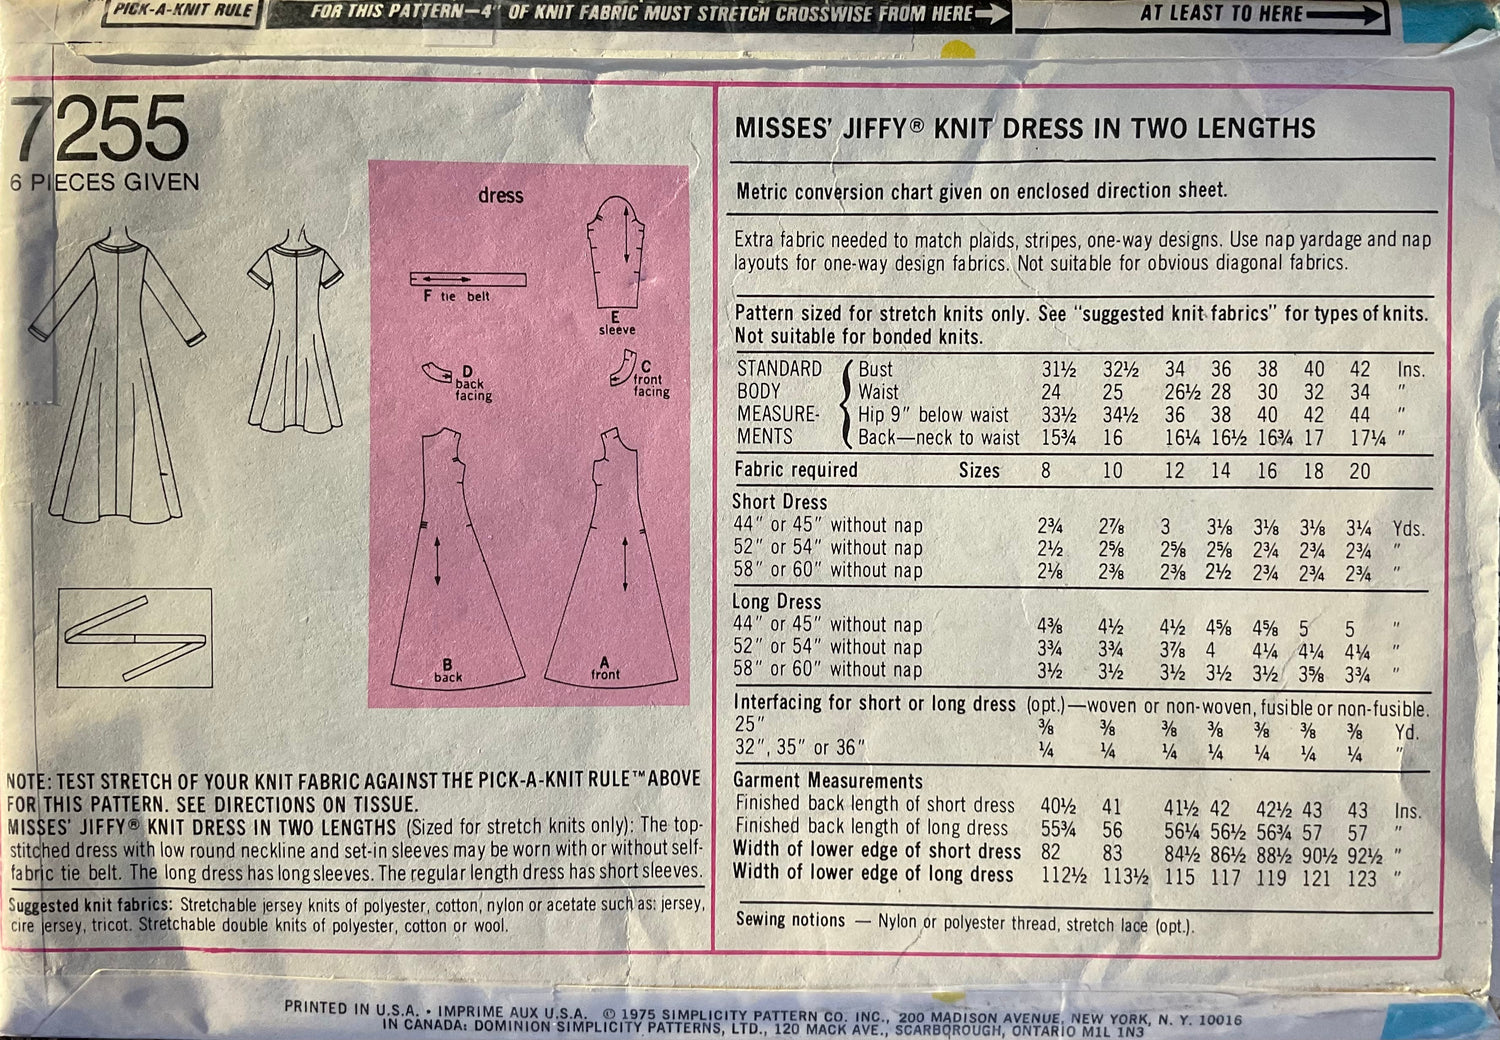 PICK-A-KNIT RULE
FOR THIS PATTERN—4" OF KNIT FABRIC MUST STRETCH CROSSWISE FROM HERE
AT LEAST TO HERE
7255
6 PIECES GIVEN
dress
F tie belt
E
sleeve
D
back
facing
C
front
facing
B
back
A
front
NOTE: TEST STRETCH OF YOUR KNIT FABRIC AGAINST THE PICK-A-KNIT RULE™ ABOVE
FOR THIS PATTERN. SEE DIRECTIONS ON TISSUE.
MISSES' JIFFY® KNIT DRESS IN TWO LENGTHS (Sized for stretch knits only): The top-
stitched dress with low round neckline and set-in sleeves may be worn with or without self-
fabric tie belt. The long dress has long sleeves. The regular length dress has short sleeves.
Suggested knit fabrics: Stretchable jersey knits of polyester, cotton, nylon or acetate such as: jersey,
cire jersey, tricot. Stretchable double knits of polyester, cotton or wool.
MISSES' JIFFY® KNIT DRESS IN TWO LENGTHS
Metric conversion chart given on enclosed direction sheet.
Extra fabric needed to match plaids, stripes, one-way designs. Use nap yardage and nap
layouts for one-way design fabrics. Not suitable for obvious diagonal fabrics.
Pattern sized for stretch knits only. See "suggested knit fabrics" for types of knits.
Not suitable for bonded knits.
STANDARD Bust 31½ 32½ 34 36 38 40 42 Ins.
BODY Waist 24 25 26½ 28 30 32 34 "
MEASURE- Hip 9" below waist 33½ 34½ 36 38 40 42 44 "
MENTS Back—neck to waist 15¾ 16 16¼ 16½ 16¾ 17 17¼ "
Fabric required Sizes 8 10 12 14 16 18 20
Short Dress
44" or 45" without nap 2¾ 2⅞ 3 3⅛ 3⅛ 3⅛ 3¼ Yds.
52" or 54" without nap 2½ 2⅝ 2⅝ 2⅝ 2¾ 2¾ 2¾ "
58" or 60" without nap 2⅛ 2⅜ 2⅜ 2½ 2¾ 2¾ 2¾ "
Long Dress
44" or 45" without nap 4⅜ 4½ 4½ 4⅝ 4⅝ 5 5 "
52" or 54" without nap 3¾ 3¾ 3⅞ 4 4¼ 4¼ 4¼ "
58" or 60" without nap 3½ 3½ 3½ 3½ 3½ 3⅝ 3¾ "
Interfacing for short or long dress (opt.)—woven or non-woven, fusible or non-fusible.
25" ⅜ ⅜ ⅜ ⅜ ⅜ ⅜ ⅜ Yd.
32", 35" or 36" ¼ ¼ ¼ ¼ ¼ ¼ ¼ "
Garment Measurements
Finished back length of short dress 40½ 41 41½ 42 42½ 43 43 Ins.
Finished back length of long dress 55¾ 56 56¼ 56½ 56¾ 57 57 "
Width of lower edge of short dress 82 83 84½ 86½ 88½ 90½ 92½ "
Width of lower edge of long dress 112½ 113½ 115 117 119 121 123 "
Sewing notions — Nylon or polyester thread, stretch lace (opt.).
PRINTED IN U.S.A. • IMPRIME AUX U.S.A. © 1975 SIMPLICITY PATTERN CO. INC., 200 MADISON AVENUE, NEW YORK, N. Y. 10016
IN CANADA: DOMINION SIMPLICITY PATTERNS, LTD., 120 MACK AVE., SCARBOROUGH, ONTARIO M1L 1N3